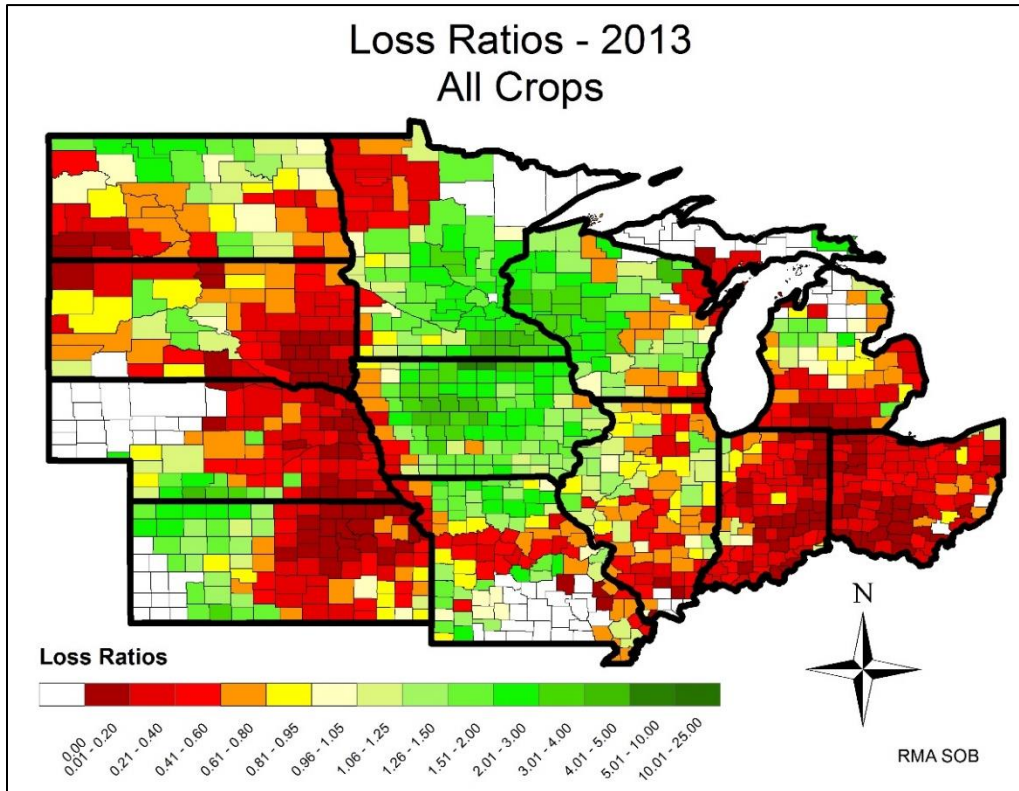 Loss Ratios - 2013
All Crops
N
Loss Ratios
0.00
0.01 - 0.20
0.21 - 0.40
0.41 - 0.60
0.61 - 0.80
0.81 - 0.95
0.96 - 1.05
1.06 - 1.25
1.26 - 1.50
1.51 - 2.00
2.01 - 3.00
3.01 - 4.00
4.01 - 5.00
5.01 - 10.00
10.01 - 25.00
RMA SOB